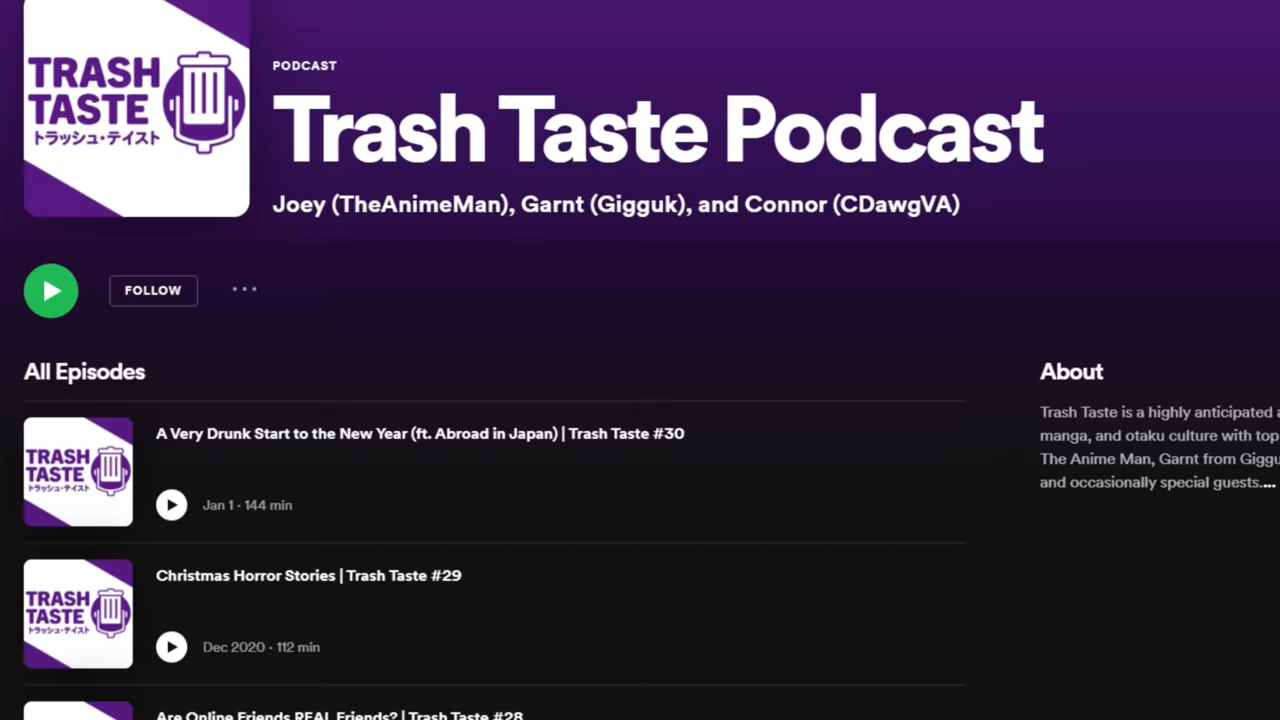 TRASH
TASTE
トラッシュ・テイスト
PODCAST
Trash Taste Podcast
Joey (TheAnimeMan), Garnt (Gigguk), and Connor (CDawgVA)
FOLLOW
All Episodes
TRASH
TASTE
トラッシュ・テイスト
A Very Drunk Start to the New Year (ft. Abroad in Japan) | Trash Taste #30
Jan 1 · 144 min
TRASH
TASTE
トラッシュ・テイスト
Christmas Horror Stories | Trash Taste #29
Dec 2020 · 112 min
Are Online Friends REAL Friends? | Trash Taste #28
About
Trash Taste is a highly anticipated
manga, and otaku culture with top
The Anime Man, Garnt from Giggu
and occasionally special guests....